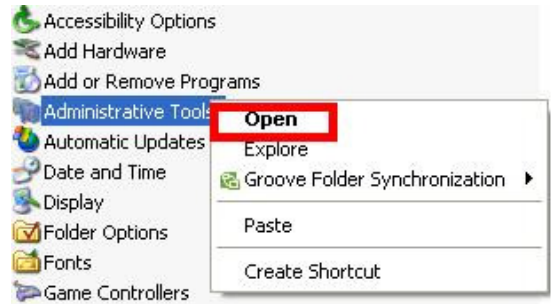 Accessibility Options
Add Hardware
Add or Remove Programs
Administrative Tools
Automatic Updates
Date and Time
Display
Folder Options
Fonts
Game Controllers
Open
Explore
Groove Folder Synchronization
Paste
Create Shortcut